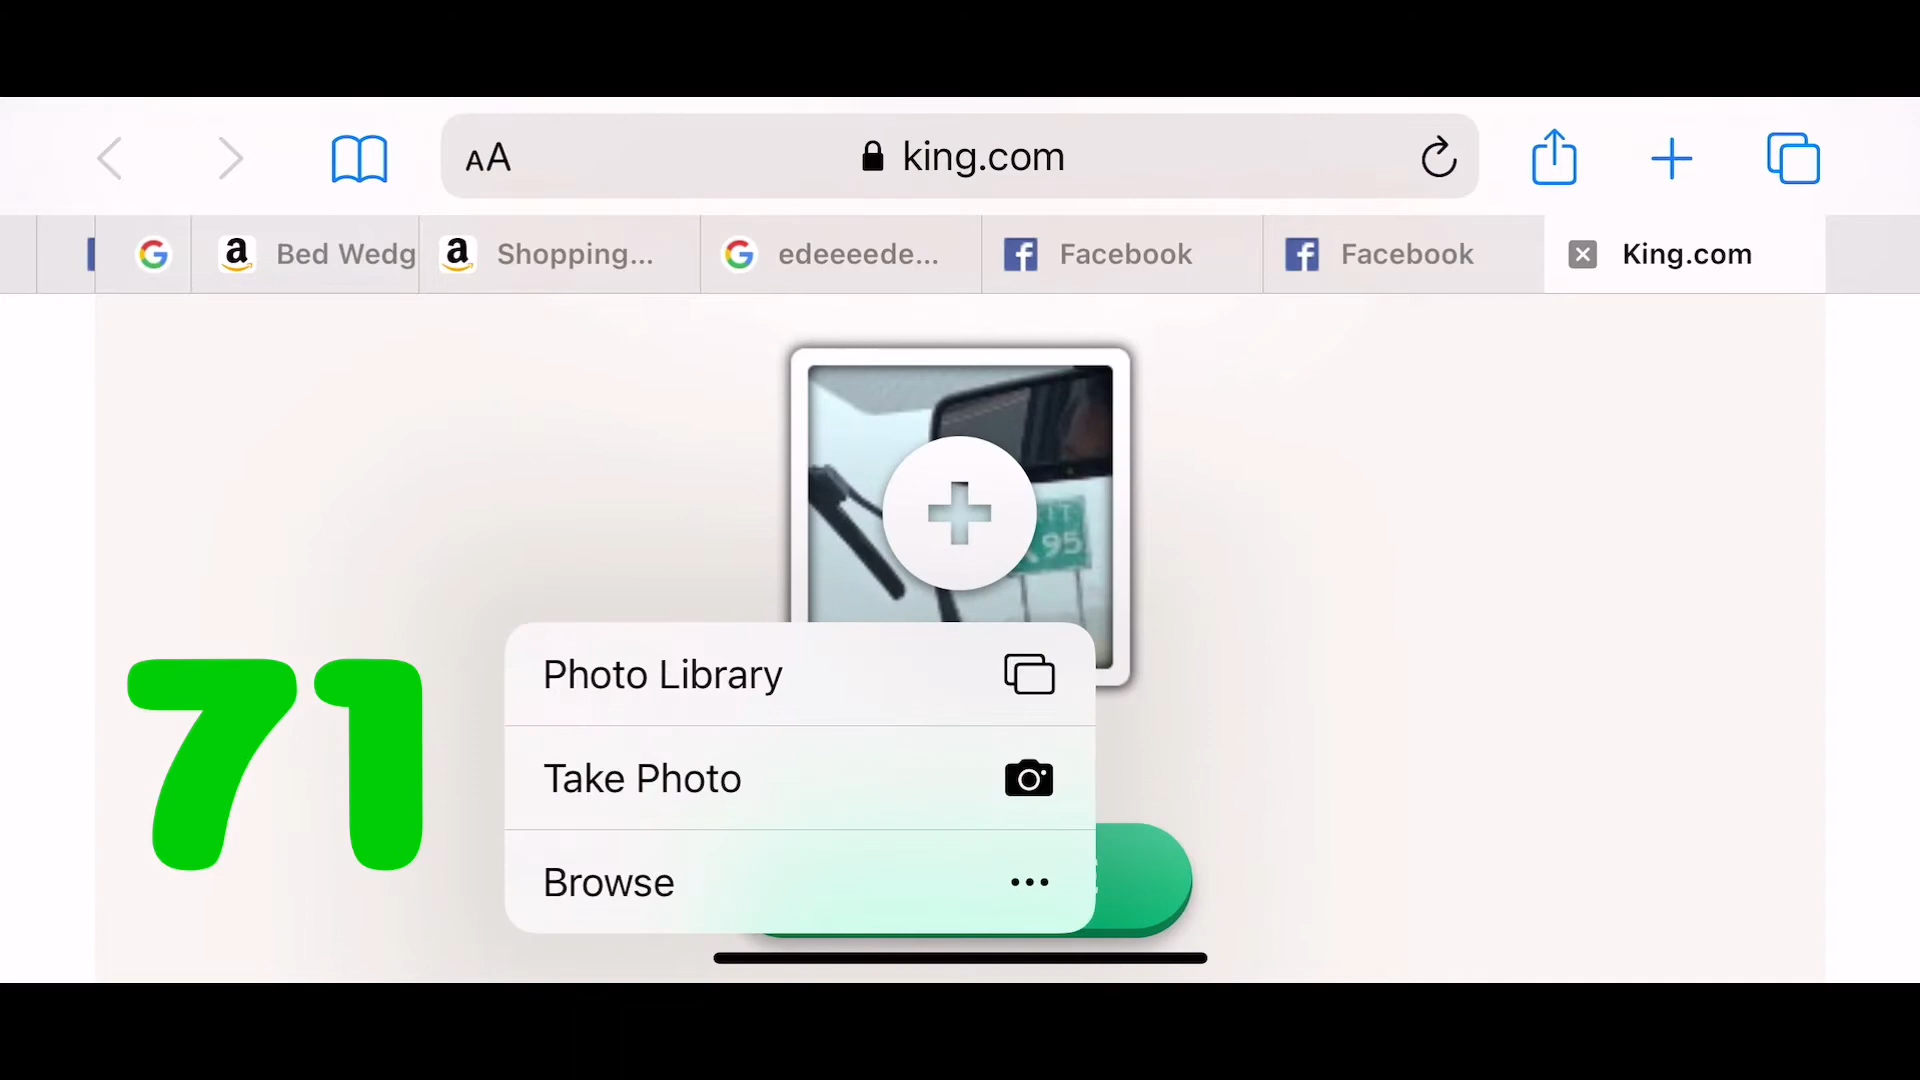 AA king.com
Bed Wedg Shopping... edeeeede... Facebook Facebook King.com
95
Photo Library
71
Take Photo
Browse